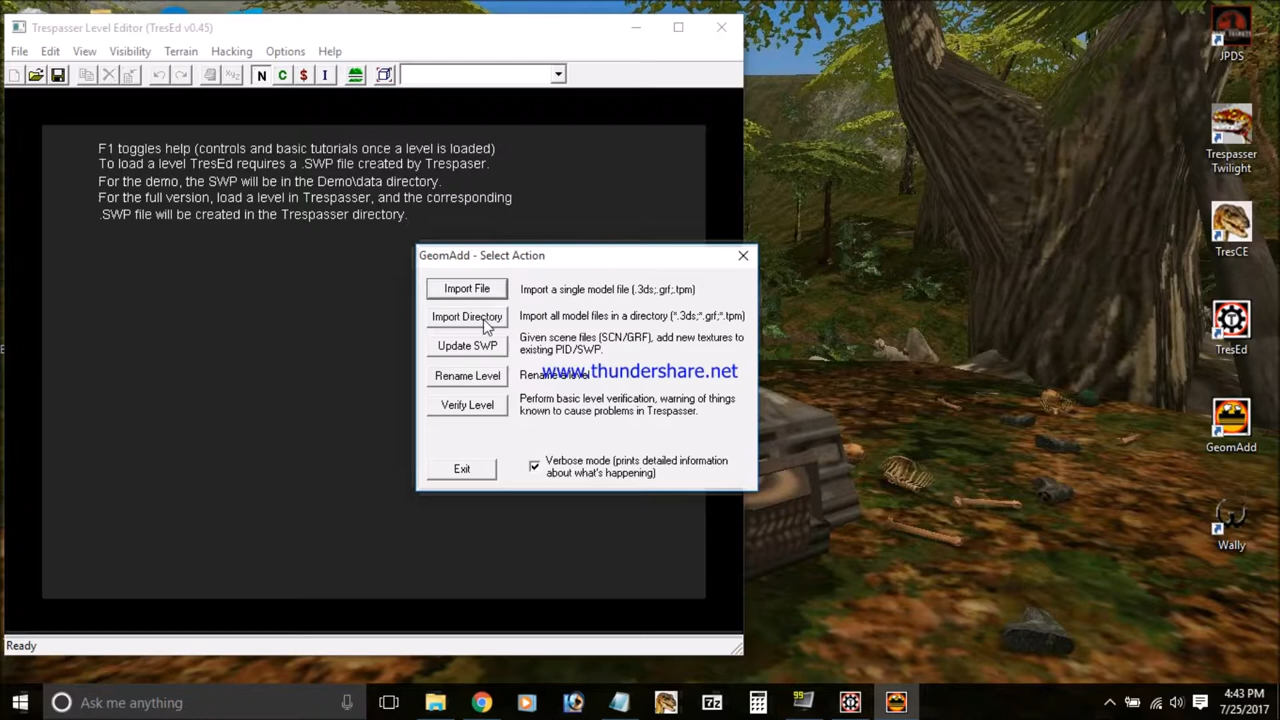 Trespasser Level Editor (TresEd v0.45)
File Edit View Visibility Terrain Hacking Options Help
N C $ I
F1 toggles help (controls and basic tutorials once a level is loaded)
To load a level TresEd requires a .SWP file created by Trespaser.
For the demo, the SWP will be in the Demo\data directory.
For the full version, load a level in Trespasser, and the corresponding
.SWP file will be created in the Trespasser directory.
GeomAdd - Select Action
Import File Import a single model file (.3ds;.grf;.tpm)
Import Directory Import all model files in a directory (*.3ds;*.grf;*.tpm)
Update SWP Given scene files (SCN/GRF), add new textures to
existing PID/SWP.
www.thundershare.net
Rename Level
Verify Level Perform basic level verification, warning of things
known to cause problems in Trespasser.
Exit Verbose mode (prints detailed information
about what's happening)
Ready
JPDS
Trespasser
Twilight
TresCE
TresEd
GeomAdd
Wally
Ask me anything
7z
99
4:43 PM
7/25/2017